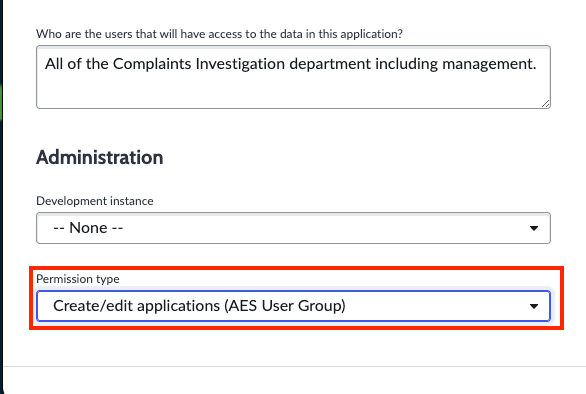 Who are the users that will have access to the data in this application?
All of the Complaints Investigation department including management.
Administration
Development instance
-- None --
Permission type
Create/edit applications (AES User Group)